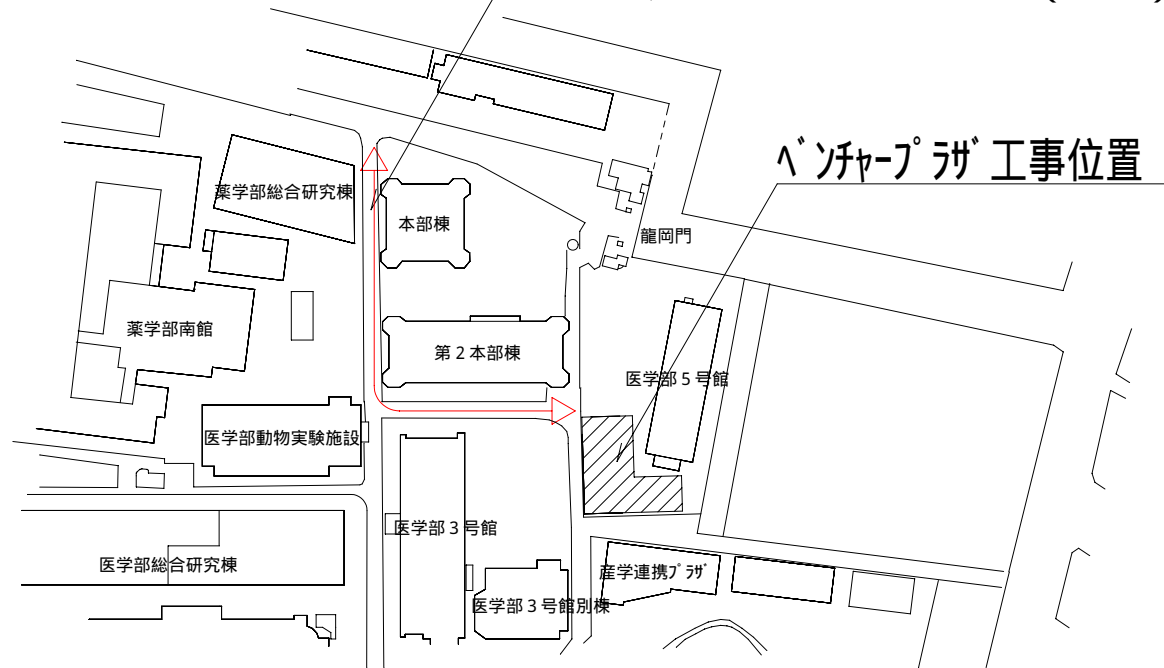 ベンチャープラザ工事位置
薬学部総合研究棟
本部棟
龍岡門
薬学部南館
第2本部棟
医学部5号館
医学部動物実験施設
医学部3号館
医学部総合研究棟
産学連携プラザ
医学部3号館別棟